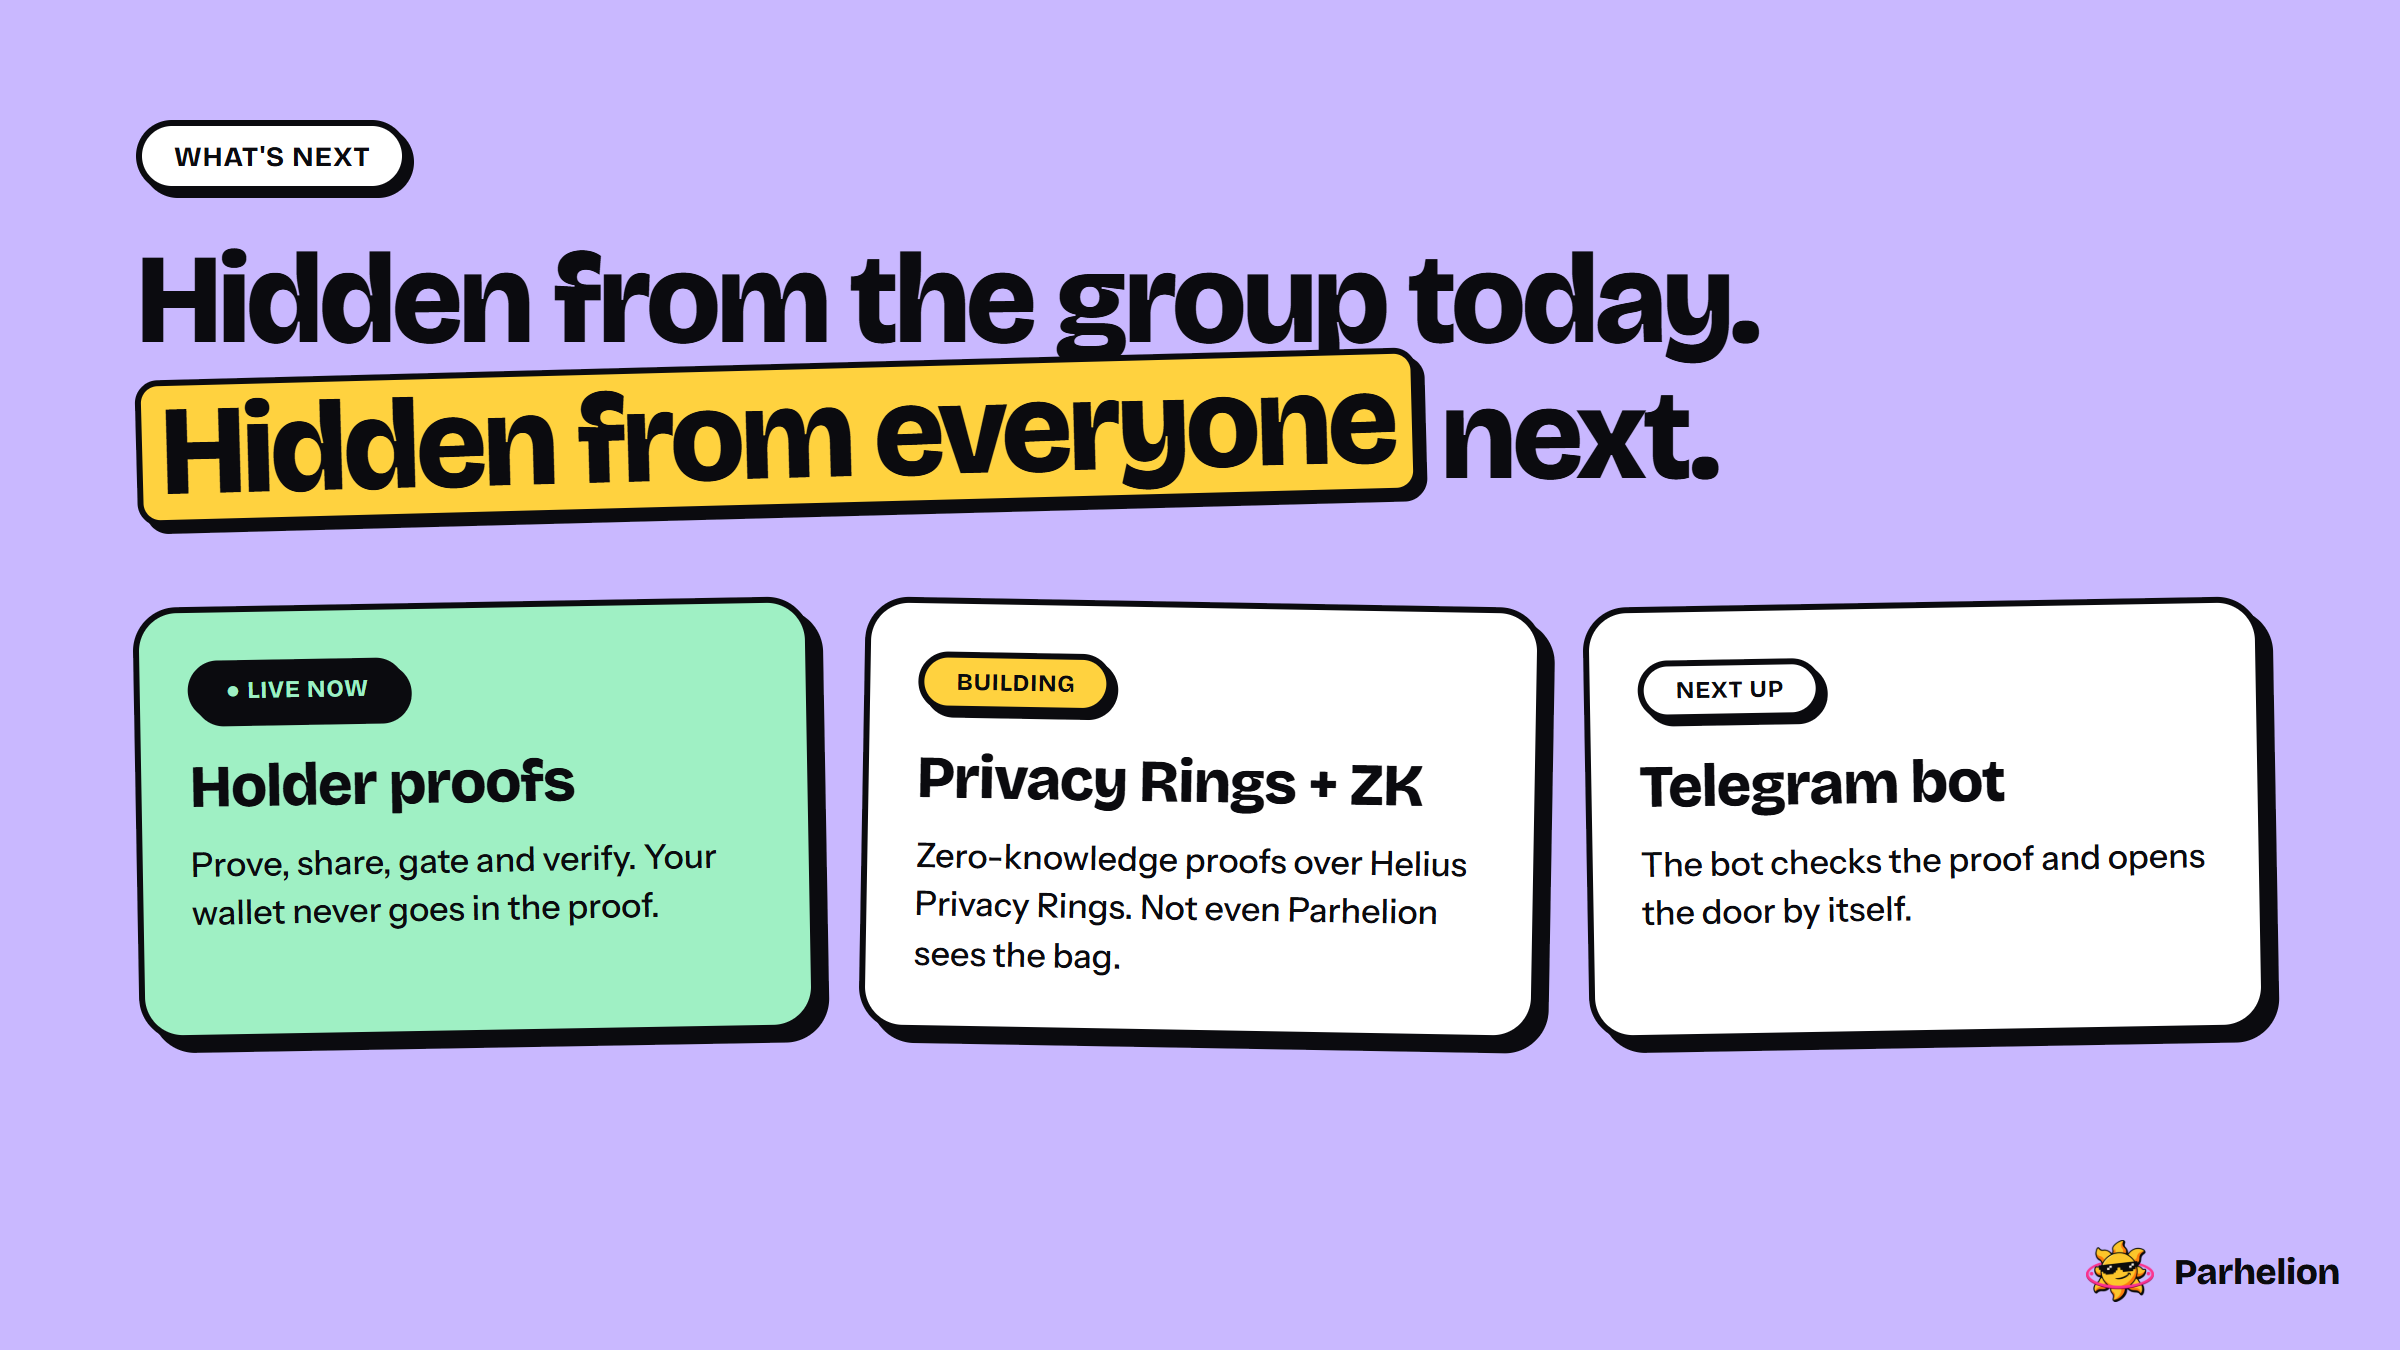 WHAT'S NEXT
Hidden from the group today.
Hidden from everyone next.
• LIVE NOW
Holder proofs
Prove, share, gate and verify. Your
wallet never goes in the proof.
BUILDING
Privacy Rings + ZK
Zero-knowledge proofs over Helius
Privacy Rings. Not even Parhelion
sees the bag.
NEXT UP
Telegram bot
The bot checks the proof and opens
the door by itself.
Parhelion